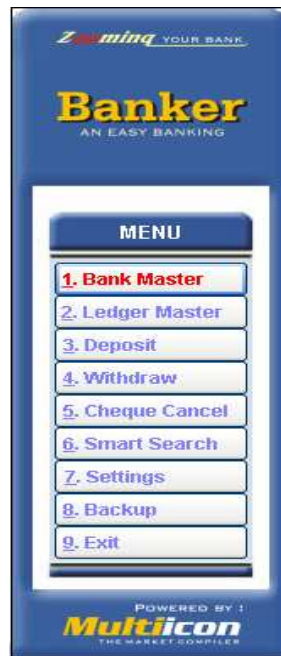 Zooming YOUR BANK
Banker
AN EASY BANKING
MENU
1. Bank Master
2. Ledger Master
3. Deposit
4. Withdraw
5. Cheque Cancel
6. Smart Search
7. Settings
8. Backup
9. Exit
POWERED BY :
Multiicon
THE MARKET COMPILER